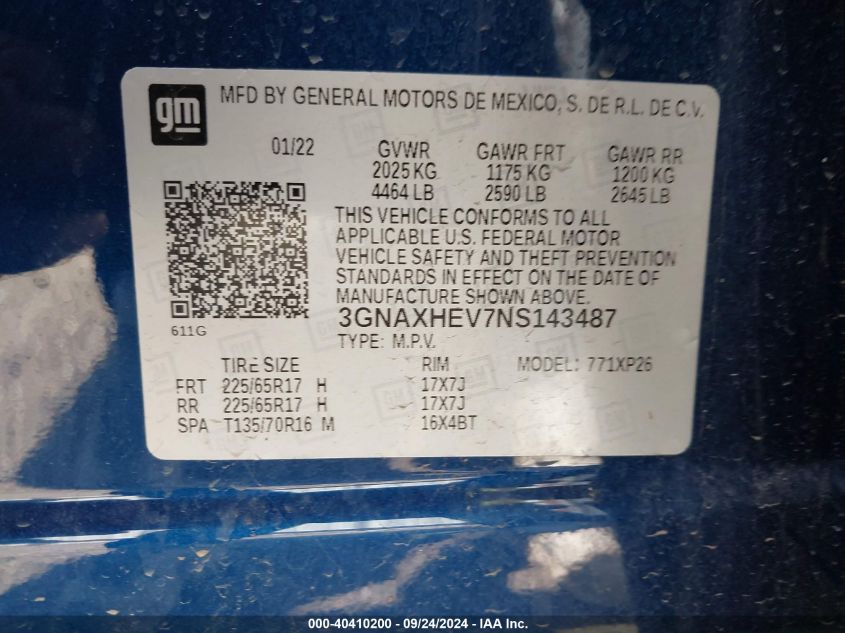 gm
MFD BY GENERAL MOTORS DE MEXICO, S. DE R.L. DE C.V.
01/22 GVWR GAWR FRT GAWR RR
2025 KG 1175 KG 1200 KG
4464 LB 2590 LB 2645 LB
THIS VEHICLE CONFORMS TO ALL
APPLICABLE U.S. FEDERAL MOTOR
VEHICLE SAFETY AND THEFT PREVENTION
STANDARDS IN EFFECT ON THE DATE OF
MANUFACTURE SHOWN ABOVE.
611G
3GNAXHEV7NS143487
TYPE: M.P.V.
TIRE SIZE RIM MODEL: 771XP26
FRT 225/65R17 H 17X7J
RR 225/65R17 H 17X7J
SPA T135/70R16 M 16X4BT
000-40410200 - 09/24/2024 - IAA Inc.